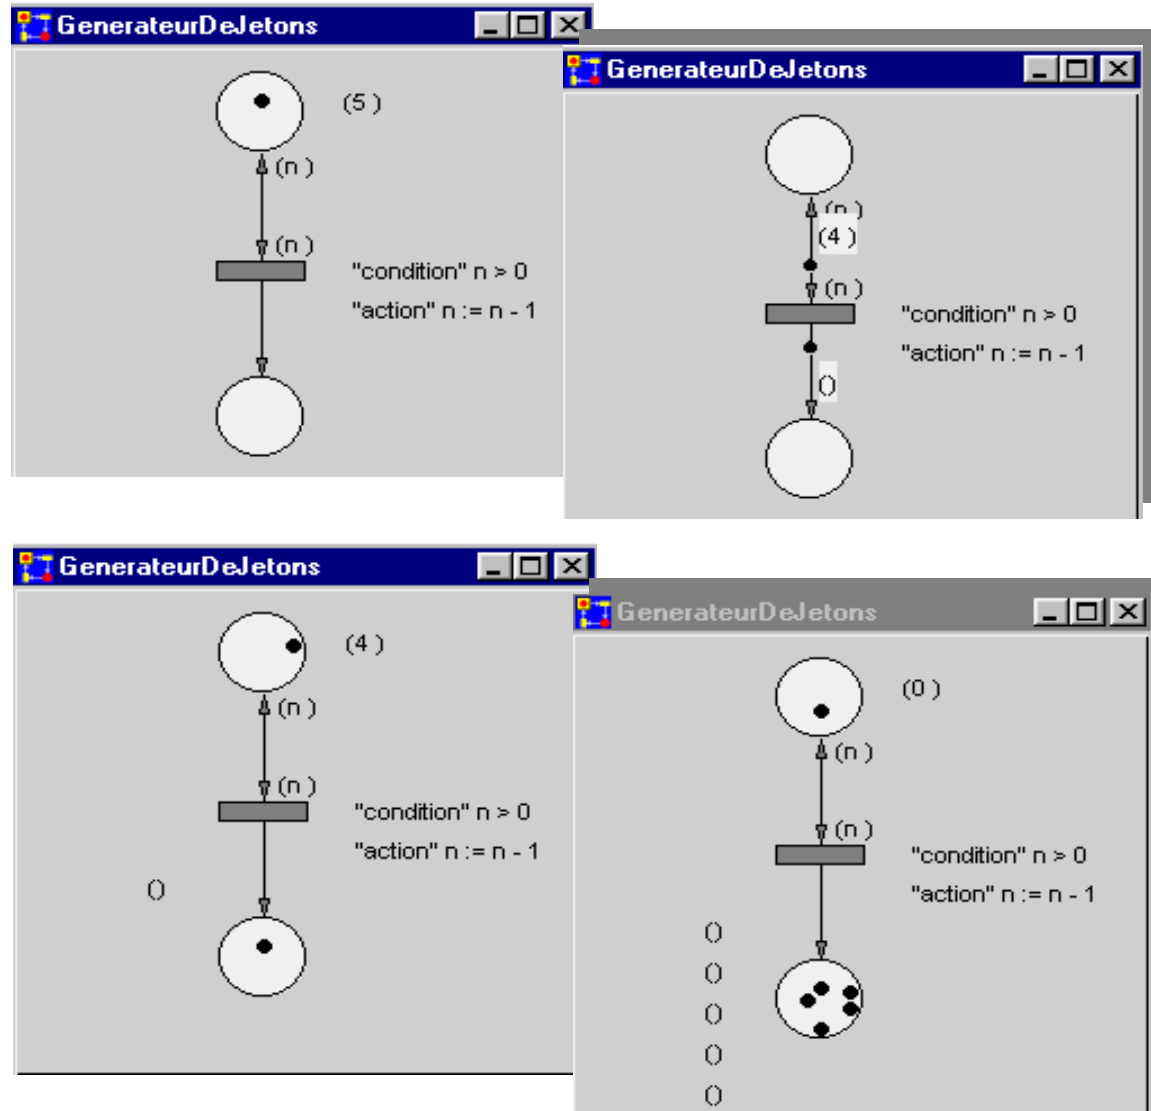 GenerateurDeJetons
(5 )
(n )
(n )
"condition" n > 0
"action" n := n - 1
GenerateurDeJetons
(n )
(4 )
(n )
"condition" n > 0
"action" n := n - 1
()
GenerateurDeJetons
(4 )
(n )
(n )
"condition" n > 0
"action" n := n - 1
()
GenerateurDeJetons
(0 )
(n )
(n )
"condition" n > 0
"action" n := n - 1
()
()
()
()
()